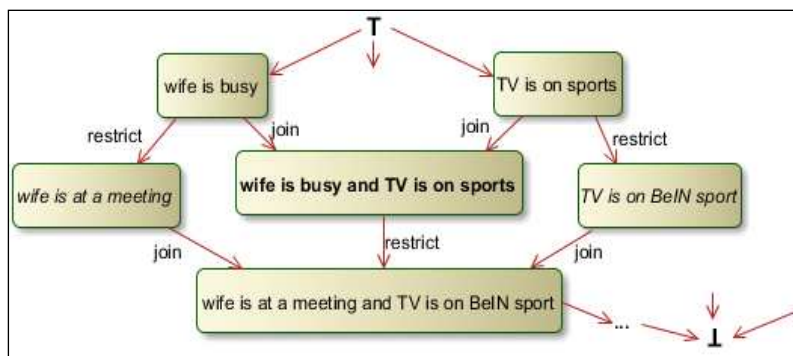 T
wife is busy
TV is on sports
restrict
join
join
restrict
wife is at a meeting
wife is busy and TV is on sports
TV is on BeIN sport
join
restrict
join
wife is at a meeting and TV is on BeIN sport
...
⊥